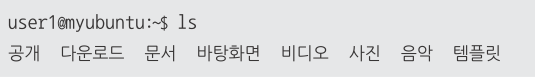 user1@myubuntu:~$ ls
공개 다운로드 문서 바탕화면 비디오 사진 음악 템플릿